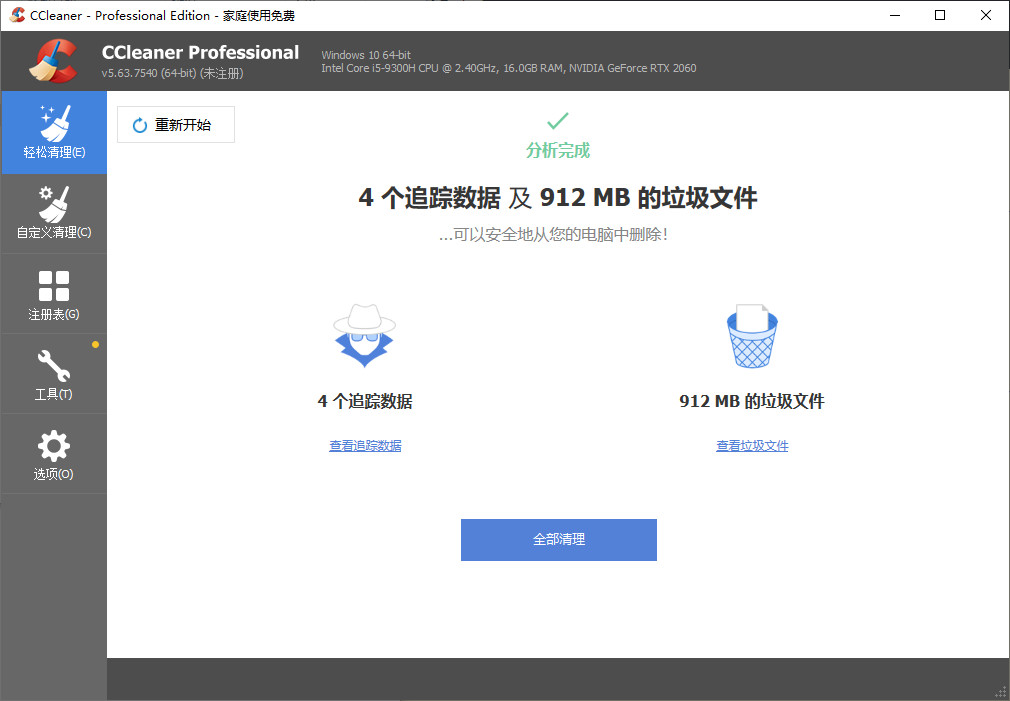 CCleaner - Professional Edition - 家庭使用免费
CCleaner Professional
v5.63.7540 (64-bit) (未注册)
Windows 10 64-bit
Intel Core i5-9300H CPU @ 2.40GHz, 16.0GB RAM, NVIDIA GeForce RTX 2060
轻松清理(E)
自定义清理(C)
注册表(G)
工具(T)
选项(O)
重新开始
分析完成
4 个追踪数据 及 912 MB 的垃圾文件
...可以安全地从您的电脑中删除!
4 个追踪数据
912 MB 的垃圾文件
查看追踪数据
查看垃圾文件
全部清理